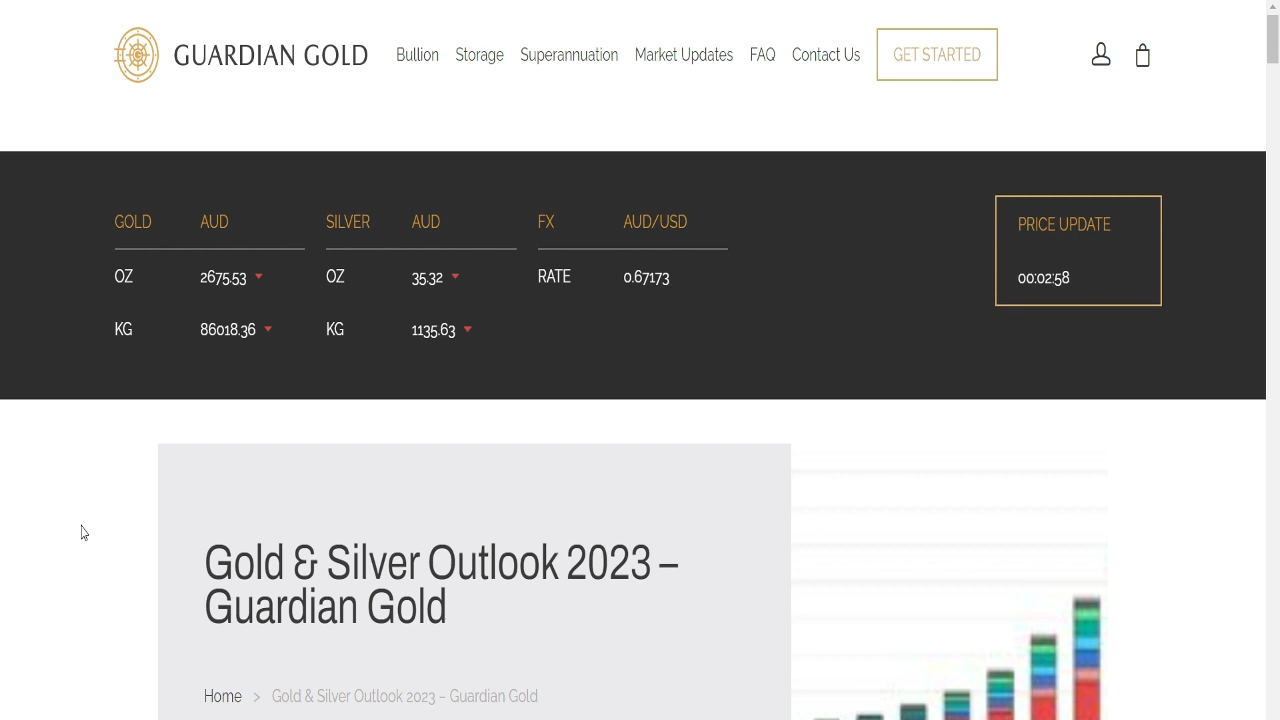 GUARDIAN GOLD Bullion Storage Superannuation Market Updates FAQ Contact Us GET STARTED
GOLD AUD SILVER AUD FX AUD/USD PRICE UPDATE
OZ 2675.53 OZ 35.32 RATE 0.67173 00:02:58
KG 86018.36 KG 1135.63
Gold & Silver Outlook 2023 –
Guardian Gold
Home > Gold & Silver Outlook 2023 – Guardian Gold